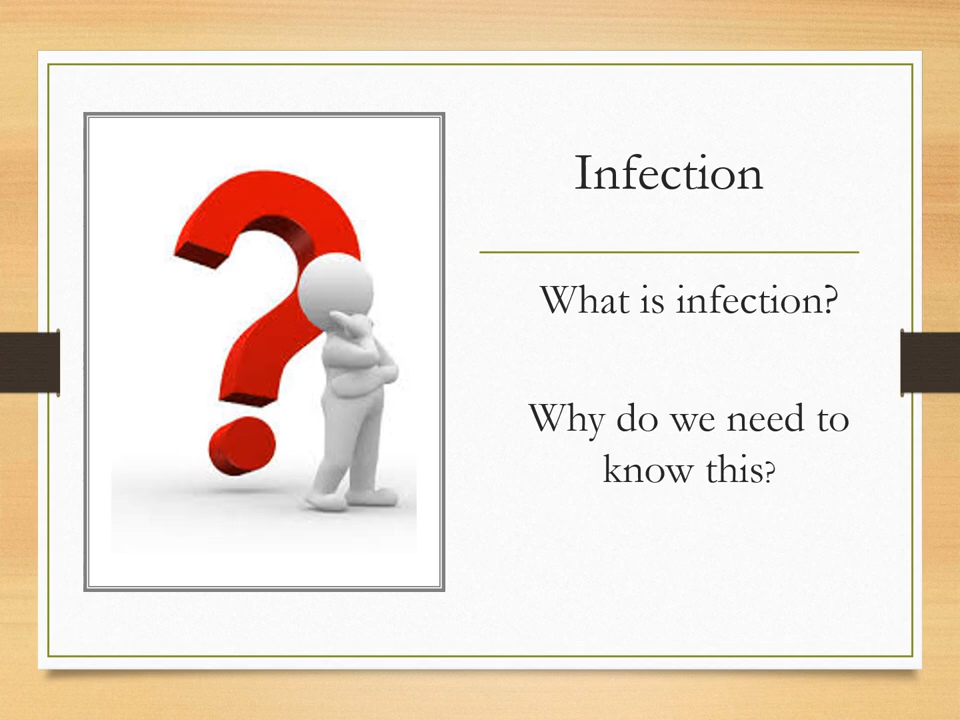 Infection
What is infection?
Why do we need to
know this?